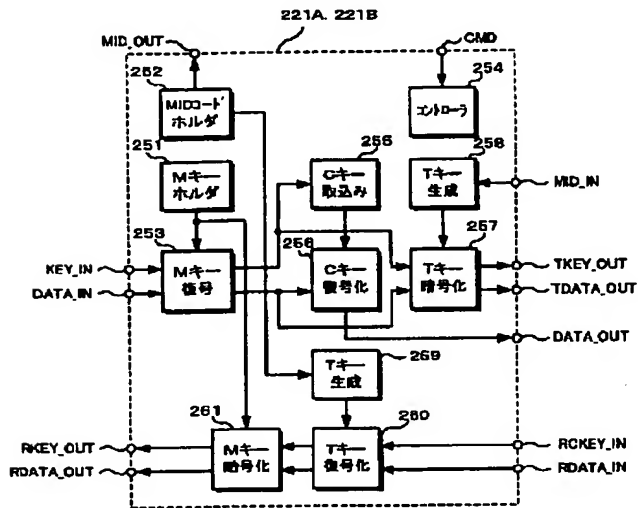 221A, 221B
MID_OUT
CMD
252
MIDコード
ホルダ
254
コントローラ
251
Mキー
ホルダ
255
Cキー
取込み
258
Tキー
生成
MID_IN
253
Mキー
復号
256
Cキー
復号化
257
Tキー
暗号化
KEY_IN
DATA_IN
TKEY_OUT
TDATA_OUT
DATA_OUT
259
Tキー
生成
261
Mキー
暗号化
260
Tキー
復号化
RKEY_OUT
RDATA_OUT
RCKEY_IN
RDATA_IN